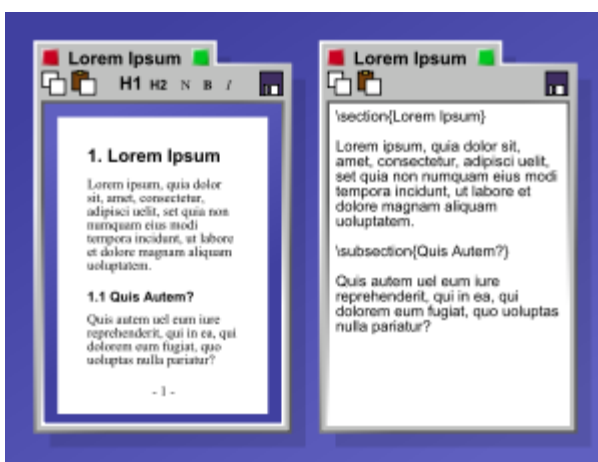 Lorem Ipsum
H1 H2 N B I
1. Lorem Ipsum
Lorem ipsum, quia dolor
sit, amet, consectetur,
adipisci uelit, set quia non
numquam eius modi
tempora incidunt, ut labore
et dolore magnam aliquam
uoluptatem.
1.1 Quis Autem?
Quis autem uel eum iure
reprehenderit, qui in ea, qui
dolorem eum fugiat, quo
uoluptas nulla pariatur?
- 1 -
Lorem Ipsum
\section{Lorem Ipsum}
Lorem ipsum, quia dolor sit,
amet, consectetur, adipisci uelit,
set quia non numquam eius modi
tempora incidunt, ut labore et
dolore magnam aliquam
uoluptatem.
\subsection{Quis Autem?}
Quis autem uel eum iure
reprehenderit, qui in ea, qui
dolorem eum fugiat, quo uoluptas
nulla pariatur?